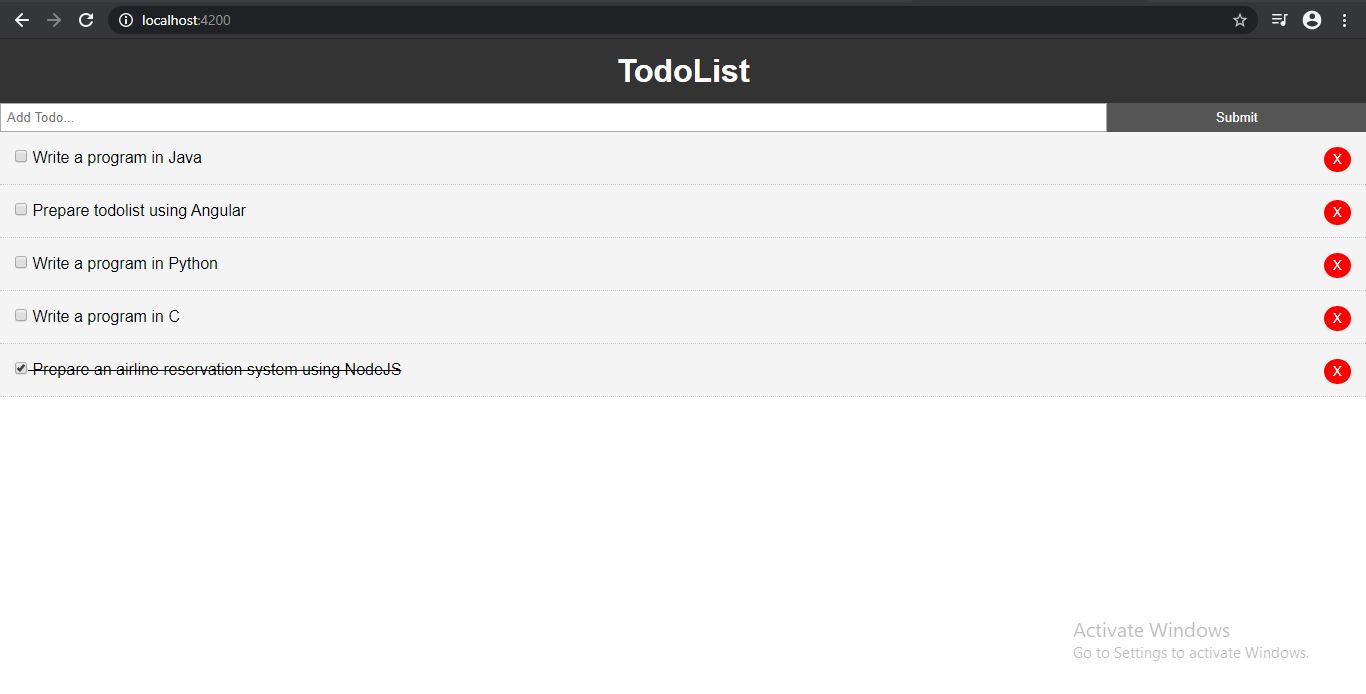 localhost:4200
TodoList
Add Todo...
Submit
Write a program in Java
X
Prepare todolist using Angular
X
Write a program in Python
X
Write a program in C
X
Prepare an airline reservation system using NodeJS
X
Activate Windows
Go to Settings to activate Windows.